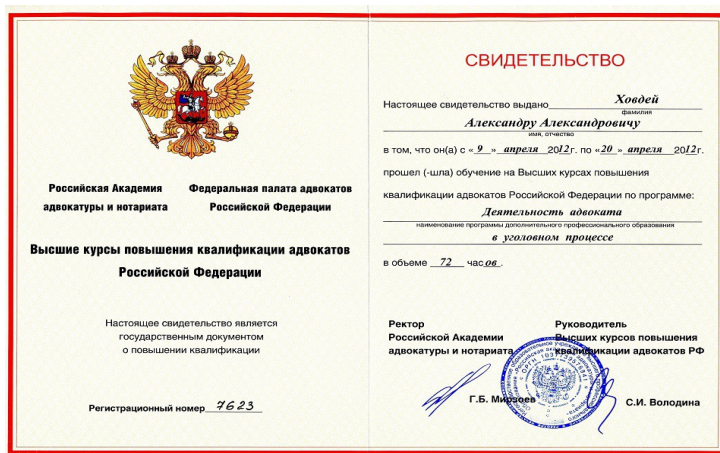 Российская Академия
адвокатуры и нотариата
Федеральная палата адвокатов
Российской Федерации
Высшие курсы повышения квалификации адвокатов
Российской Федерации
Настоящее свидетельство является
государственным документом
о повышении квалификации
Регистрационный номер 7623
СВИДЕТЕЛЬСТВО
Настоящее свидетельство выдано Ховдей
фамилия
Александру Александровичу
имя, отчество
в том, что он(а) с «9» апреля 2012г. по «20» апреля 2012г.
прошел (-шла) обучение на Высших курсах повышения
квалификации адвокатов Российской Федерации по программе:
Деятельность адвоката
наименование программы дополнительного профессионального образования
в уголовном процессе
в объеме 72 часов.
Ректор
Российской Академии
адвокатуры и нотариата
Руководитель
Высших курсов повышения
квалификации адвокатов РФ
Г.Б. Мирзоев
С.И. Володина